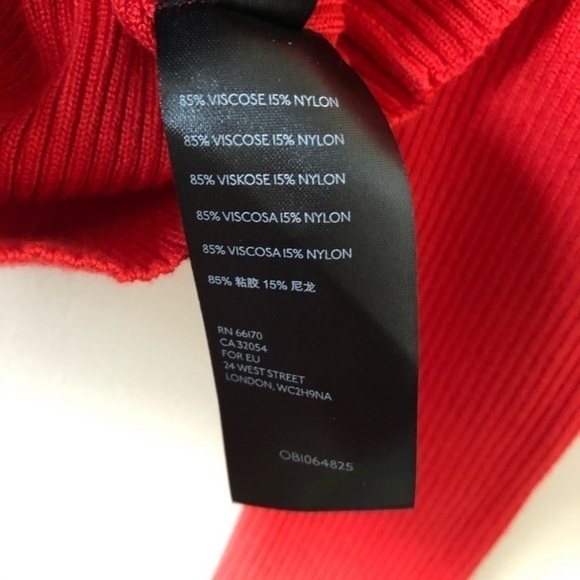 85% VISCOSE 15% NYLON
85% VISCOSE 15% NYLON
85% VISKOSE 15% NYLON
85% VISCOSA 15% NYLON
85% VISCOSA 15% NYLON
85% 粘胶 15% 尼龙
RN 66170
CA 32054
FOR EU
24 WEST STREET
LONDON, WC2H9NA
OB1064825